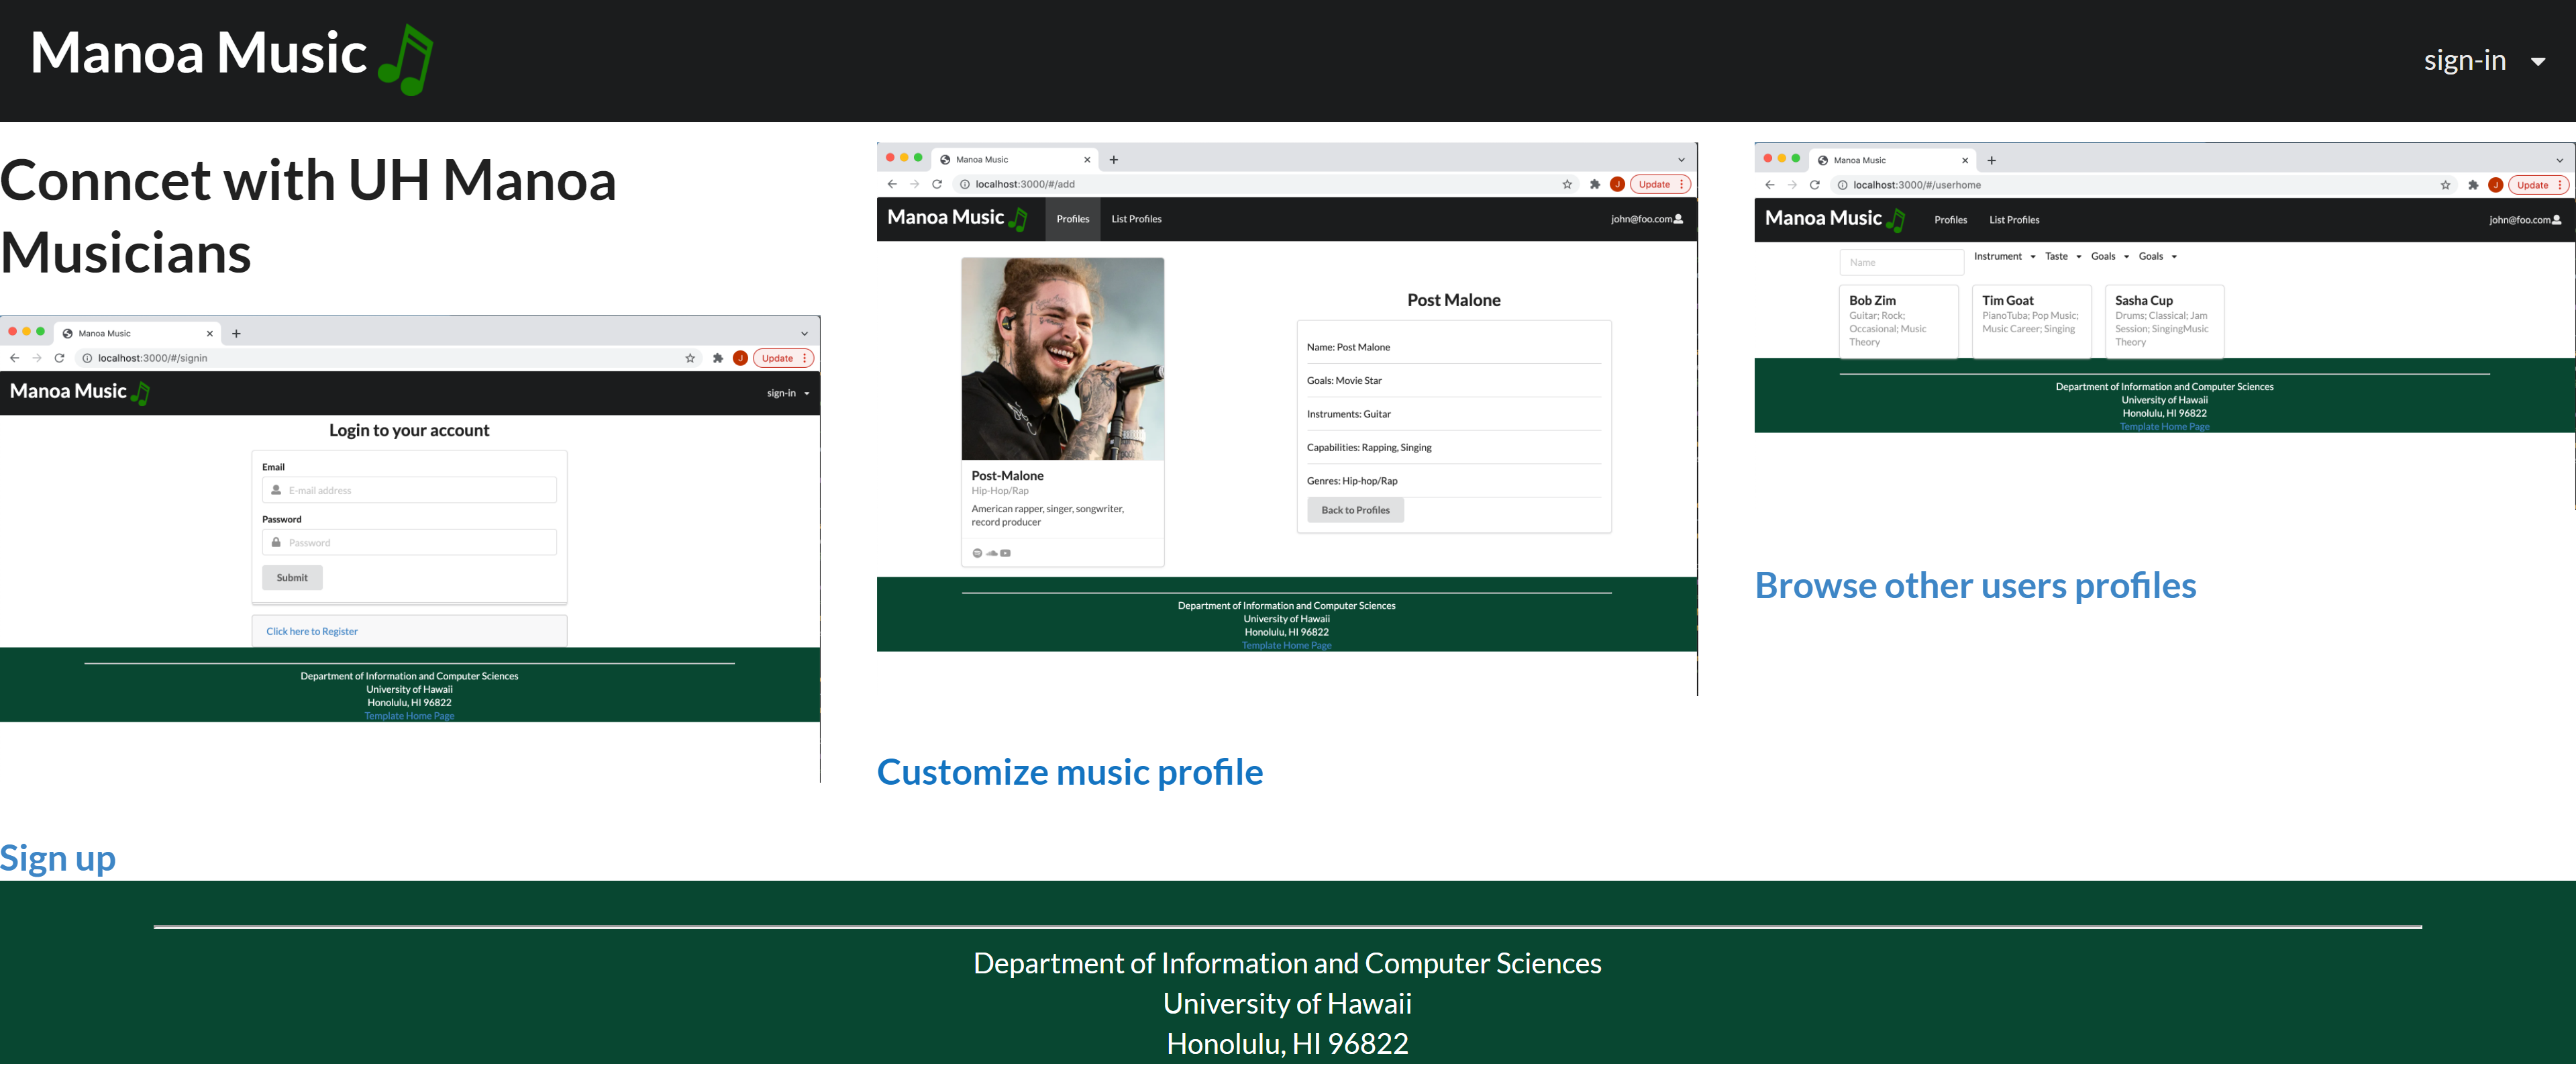 Manoa Music
sign-in
Conncet with UH Manoa
Musicians
Manoa Music
localhost:3000/#/signin
Update
Manoa Music
sign-in
Login to your account
Email
E-mail address
Password
Password
Submit
Click here to Register
Department of Information and Computer Sciences
University of Hawaii
Honolulu, HI 96822
Template Home Page
Sign up
Manoa Music
localhost:3000/#/add
J
Update
Manoa Music
Profiles
List Profiles
john@foo.com
Post-Malone
Hip-Hop/Rap
American rapper, singer, songwriter,
record producer
Post Malone
Name: Post Malone
Goals: Movie Star
Instruments: Guitar
Capabilities: Rapping, Singing
Genres: Hip-hop/Rap
Back to Profiles
Department of Information and Computer Sciences
University of Hawaii
Honolulu, HI 96822
Template Home Page
Customize music profile
Manoa Music
localhost:3000/#/userhome
J
Update
Manoa Music
Profiles
List Profiles
john@foo.com
Name
Instrument
Taste
Goals
Goals
Bob Zim
Guitar; Rock;
Occasional; Music
Theory
Tim Goat
PianoTuba; Pop Music;
Music Career; Singing
Sasha Cup
Drums; Classical; Jam
Session; SingingMusic
Theory
Department of Information and Computer Sciences
University of Hawaii
Honolulu, HI 96822
Template Home Page
Browse other users profiles
Department of Information and Computer Sciences
University of Hawaii
Honolulu, HI 96822